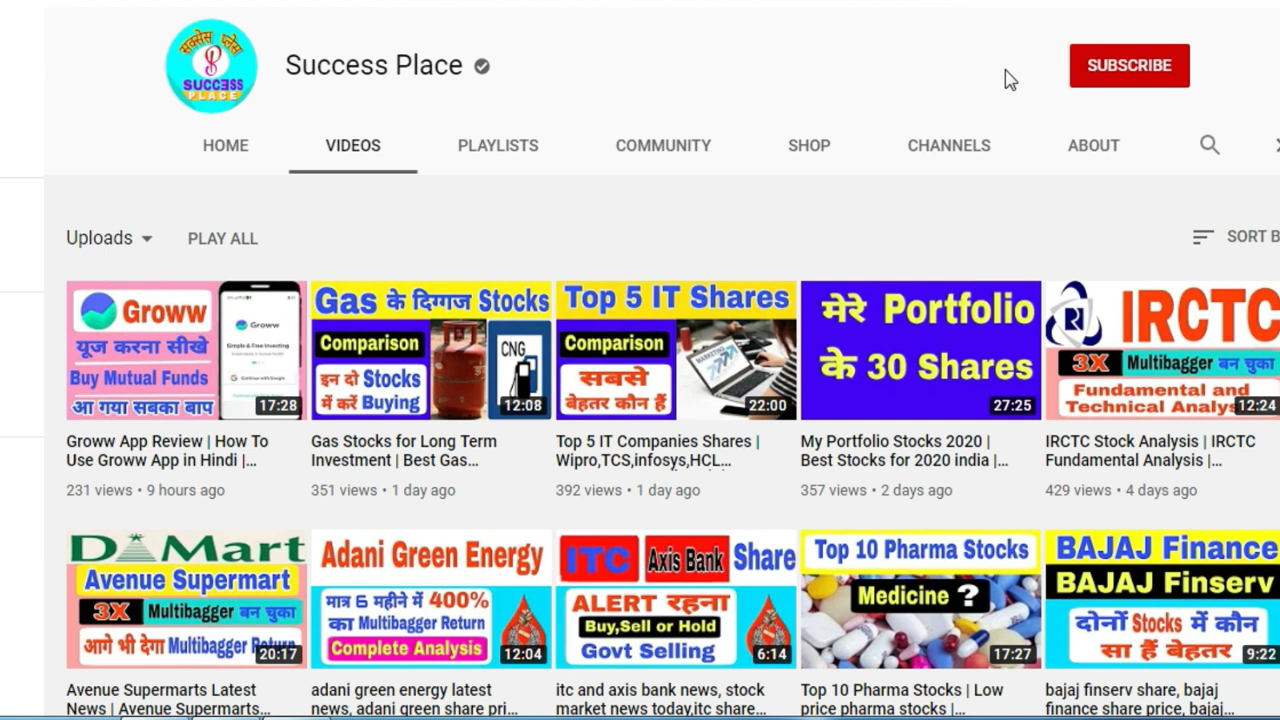 सक्सेस प्लेस
SUCCESS
PLACE
Success Place
SUBSCRIBE
HOME
VIDEOS
PLAYLISTS
COMMUNITY
SHOP
CHANNELS
ABOUT
Uploads
PLAY ALL
SORT B
Groww
यूज करना सीखे
Buy Mutual Funds
आ गया सबका बाप
Groww
Simple & Free Investing
Continue with Google
17:28
Gas के दिग्गज Stocks
Comparison
इन दो Stocks
में करें Buying
CNG
12:08
Top 5 IT Shares
Comparison
सबसे
बेहतर कौन हैं
MARKETING
22:00
मेरे Portfolio
के 30 Shares
27:25
IRCTC
3X Multibagger बन चुका
Fundamental and
Technical Analys
12:24
Groww App Review | How To
Use Groww App in Hindi |...
231 views • 9 hours ago
Gas Stocks for Long Term
Investment | Best Gas...
351 views • 1 day ago
Top 5 IT Companies Shares |
Wipro,TCS,infosys,HCL...
392 views • 1 day ago
My Portfolio Stocks 2020 |
Best Stocks for 2020 india |...
357 views • 2 days ago
IRCTC Stock Analysis | IRCTC
Fundamental Analysis |...
429 views • 4 days ago
DMart
Avenue Supermart
3X Multibagger बन चुका
आगे भी देगा Multibagger Return
20:17
Adani Green Energy
मात्र 6 महीने में 400%
का Multibagger Return
Complete Analysis
12:04
ITC Axis Bank Share
ALERT रहना
Buy,Sell or Hold
Govt Selling
6:14
Top 10 Pharma Stocks
Medicine ?
17:27
BAJAJ Finance
BAJAJ Finserv
दोनों Stocks में कौन
सा हैं बेहतर
9:22
Avenue Supermarts Latest
News | Avenue Supermarts...
adani green energy latest
news, adani green share pri...
itc and axis bank news, stock
market news today,itc share...
Top 10 Pharma Stocks | Low
price pharma stocks |...
bajaj finserv share, bajaj
finance share price, bajaj...